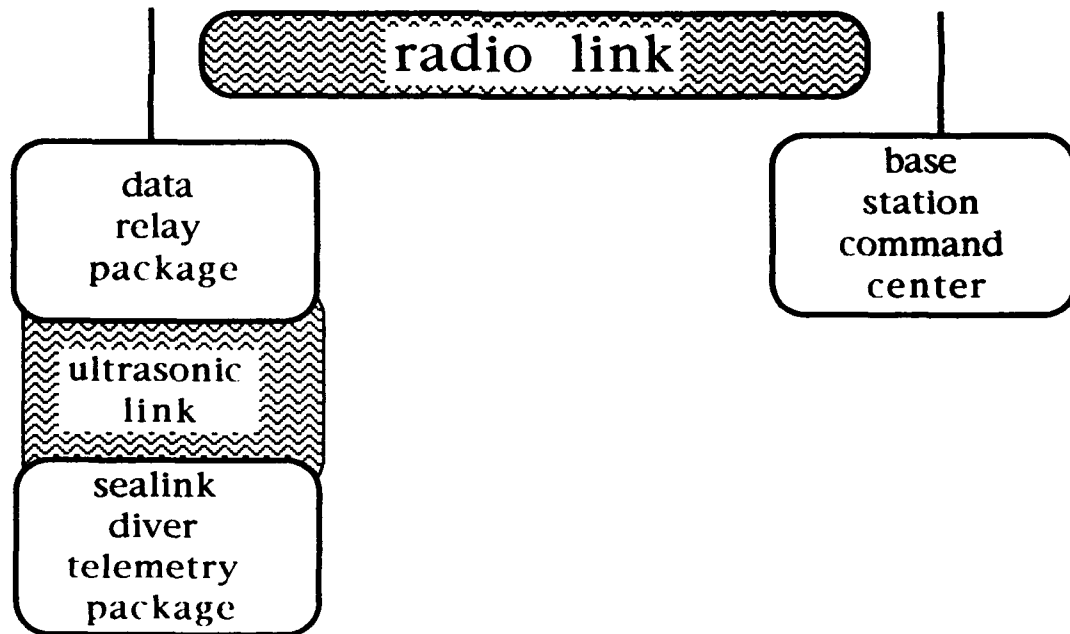 radio link
data
relay
package
base
station
command
center
ultrasonic
link
sealink
diver
telemetry
package